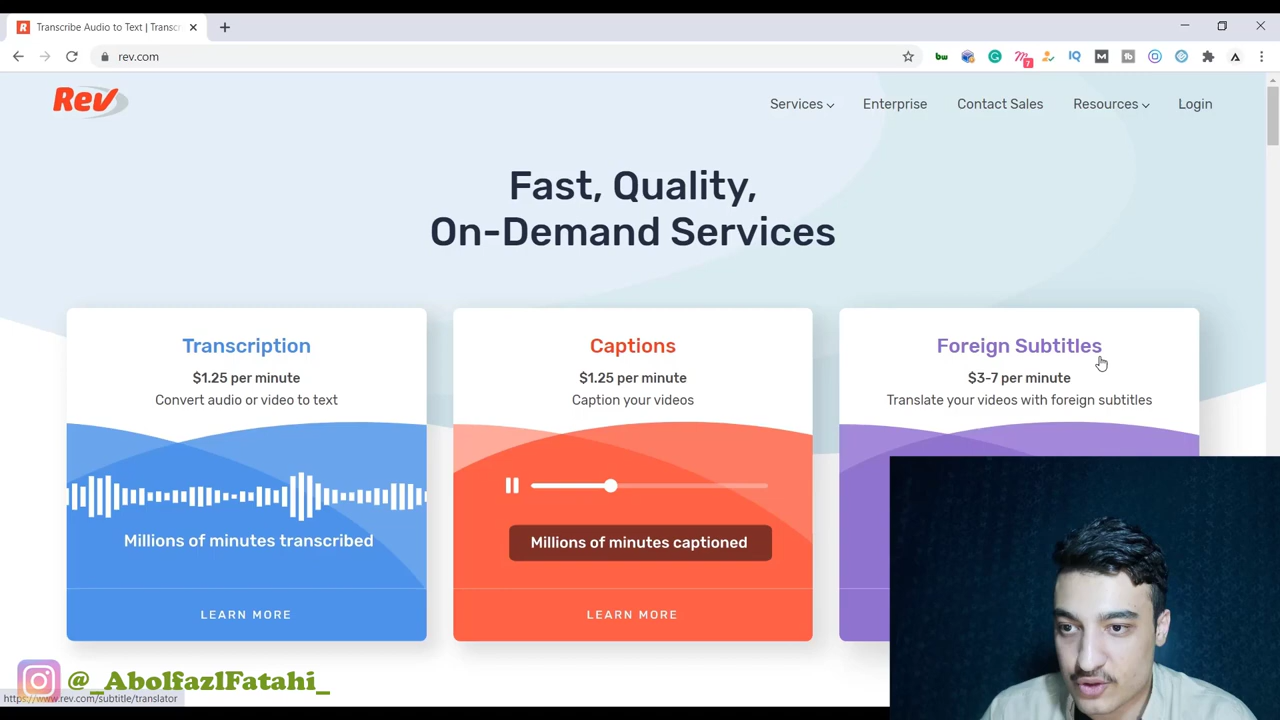 Transcribe Audio to Text | Transc
rev.com
7
Rev
Services
Enterprise
Contact Sales
Resources
Login
Fast, Quality,
On-Demand Services
Transcription
$1.25 per minute
Convert audio or video to text
Millions of minutes transcribed
LEARN MORE
Captions
$1.25 per minute
Caption your videos
Millions of minutes captioned
LEARN MORE
Foreign Subtitles
$3-7 per minute
Translate your videos with foreign subtitles
@_AbolfazlFatahi_
https://www.rev.com/subtitle/translator